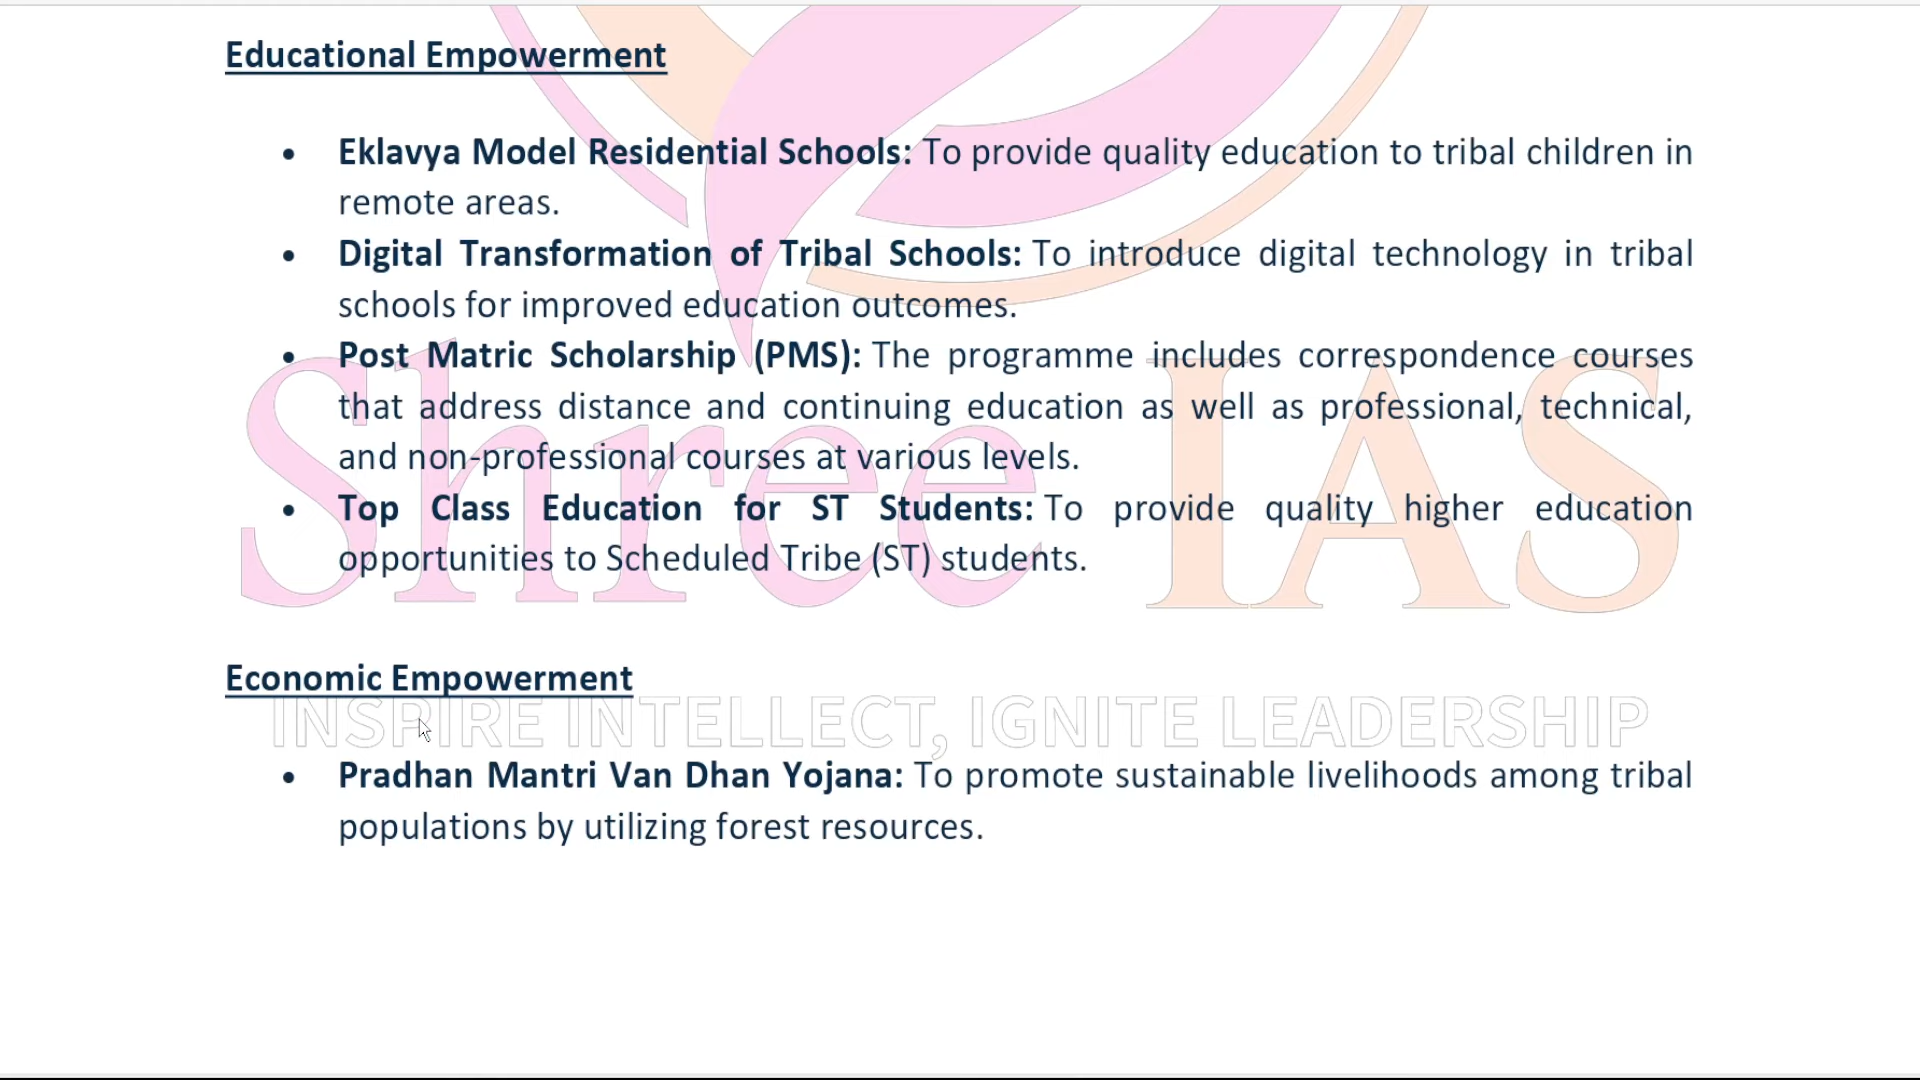 Educational Empowerment
• Eklavya Model Residential Schools: To provide quality education to tribal children in
remote areas.
• Digital Transformation of Tribal Schools: To introduce digital technology in tribal
schools for improved education outcomes.
• Post Matric Scholarship (PMS): The programme includes correspondence courses
that address distance and continuing education as well as professional, technical,
and non-professional courses at various levels.
• Top Class Education for ST Students: To provide quality higher education
opportunities to Scheduled Tribe (ST) students.
Shree IAS
Economic Empowerment
INSPIRE INTELLECT, IGNITE LEADERSHIP
• Pradhan Mantri Van Dhan Yojana: To promote sustainable livelihoods among tribal
populations by utilizing forest resources.